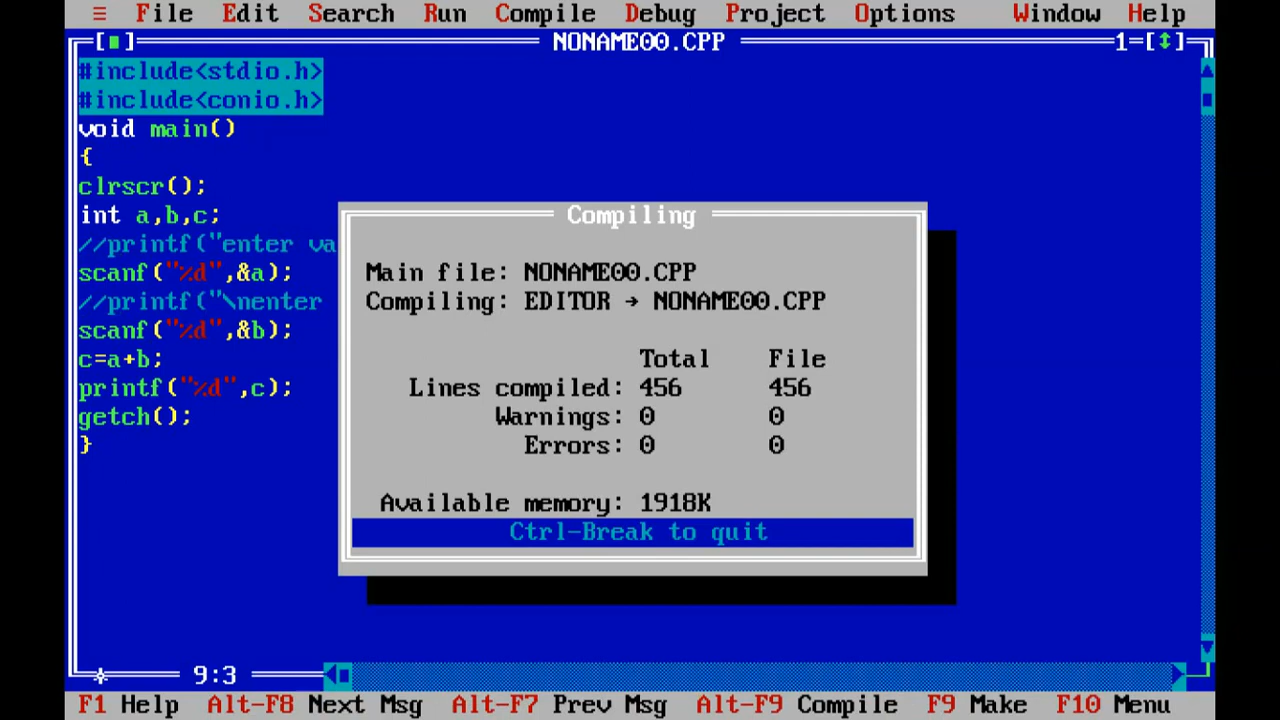 ≡ File Edit Search Run Compile Debug Project Options Window Help
[■] NONAME00.CPP 1=[↕]
#include<stdio.h>
#include<conio.h>
void main()
{
clrscr();
int a,b,c;
//printf("enter va
scanf("%d",&a);
//printf("\nenter
scanf("%d",&b);
c=a+b;
printf("%d",c);
getch();
}
Compiling
Main file: NONAME00.CPP
Compiling: EDITOR → NONAME00.CPP
Total File
Lines compiled: 456 456
Warnings: 0 0
Errors: 0 0
Available memory: 1918K
Ctrl-Break to quit
9:3
F1 Help Alt-F8 Next Msg Alt-F7 Prev Msg Alt-F9 Compile F9 Make F10 Menu